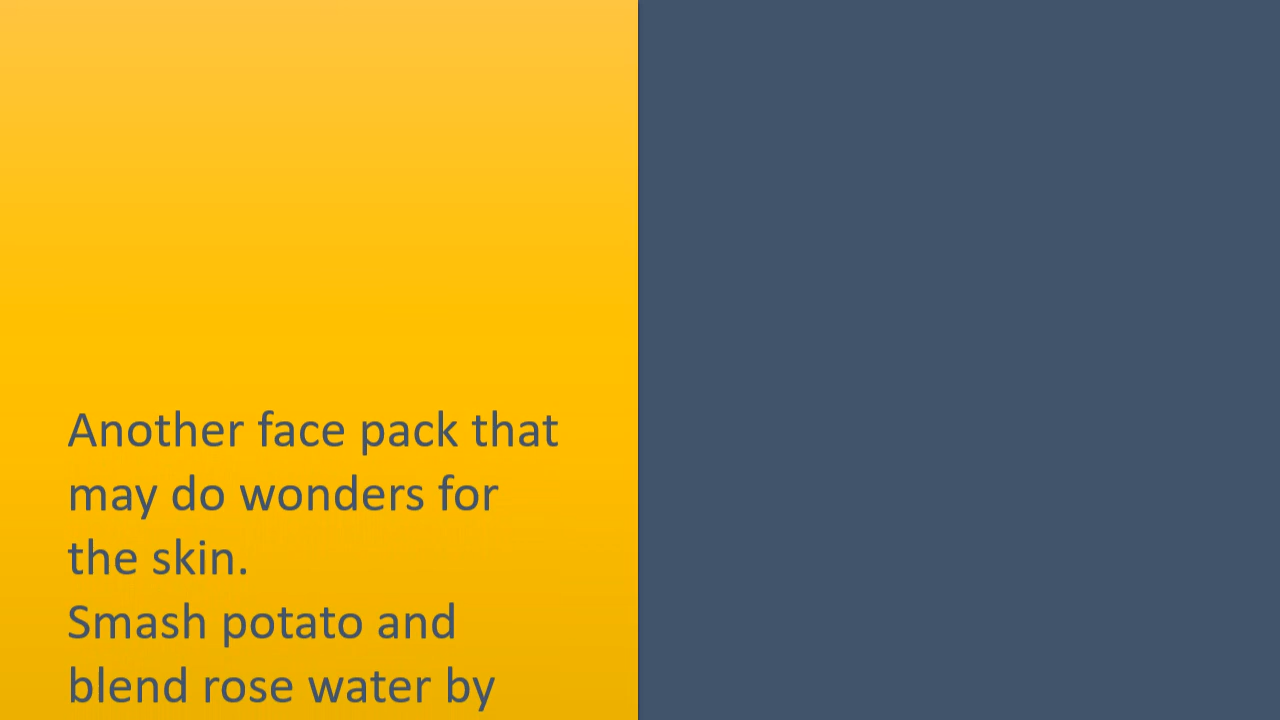 Another face pack that
may do wonders for
the skin.
Smash potato and
blend rose water by